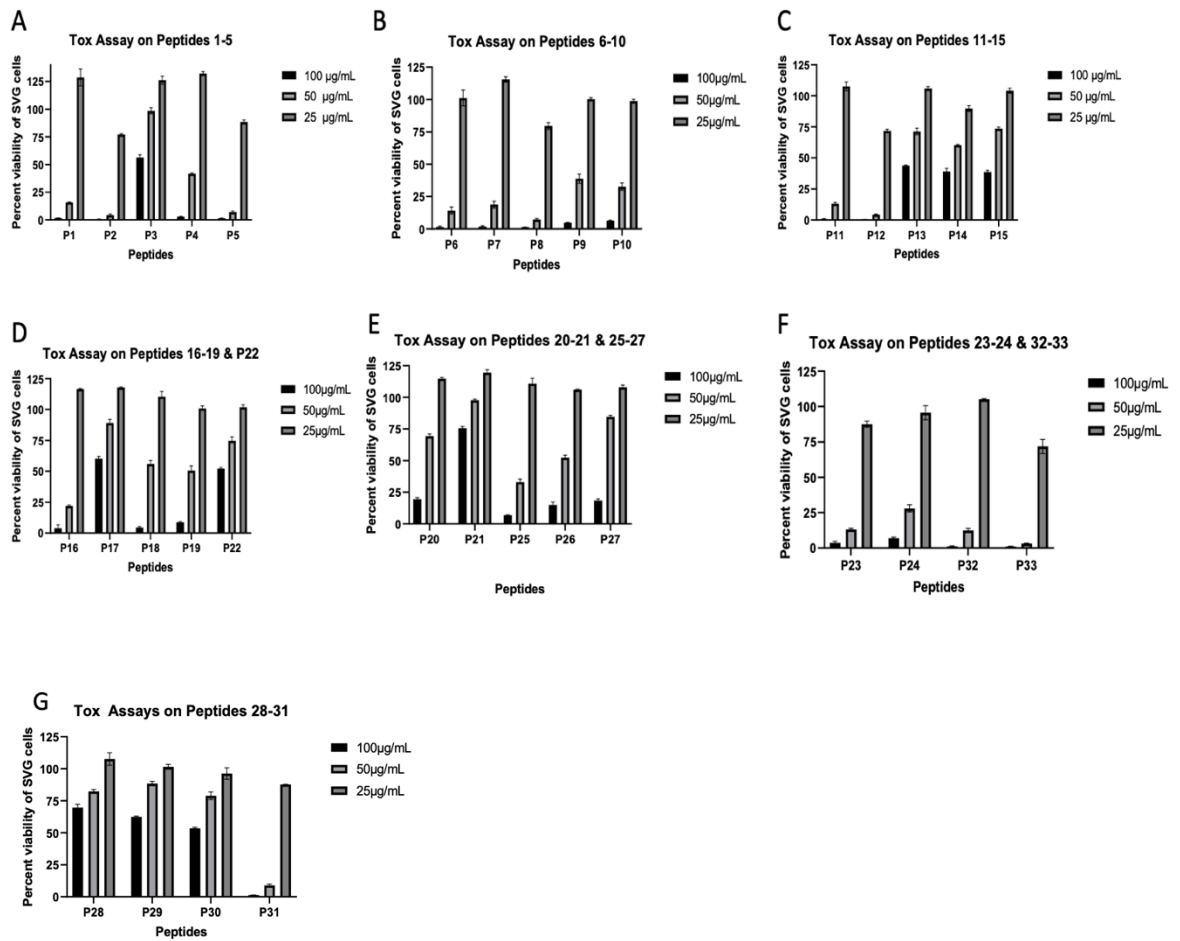 A
Tox Assay on Peptides 1-5
Percent viability of SVG cells
125
100
75
50
25
0
P1 P2 P3 P4 P5
Peptides
100 µg/mL
50 µg/mL
25 µg/mL
B
Tox Assay on Peptides 6-10
Percent viability of SVG cells
125
100
75
50
25
0
P6 P7 P8 P9 P10
Peptides
100µg/mL
50µg/mL
25µg/mL
C
Tox Assay on Peptides 11-15
Percent viability of SVG cells
125
100
75
50
25
0
P11 P12 P13 P14 P15
Peptides
100 µg/mL
50 µg/mL
25 µg/mL
D
Tox Assay on Peptides 16-19 & P22
Percent viability of SVG cells
125
100
75
50
25
0
P16 P17 P18 P19 P22
Peptides
100µg/mL
50µg/mL
25µg/mL
E
Tox Assay on Peptides 20-21 & 25-27
Percent viability of SVG cells
125
100
75
50
25
0
P20 P21 P25 P26 P27
Peptides
100µg/mL
50µg/mL
25µg/mL
F
Tox Assay on Peptides 23-24 & 32-33
Percent viability of SVG cells
125
100
75
50
25
0
P23 P24 P32 P33
Peptides
100µg/mL
50µg/mL
25µg/mL
G
Tox Assays on Peptides 28-31
Percent viability of SVG cells
125
100
75
50
25
0
P28 P29 P30 P31
Peptides
100µg/mL
50µg/mL
25µg/mL